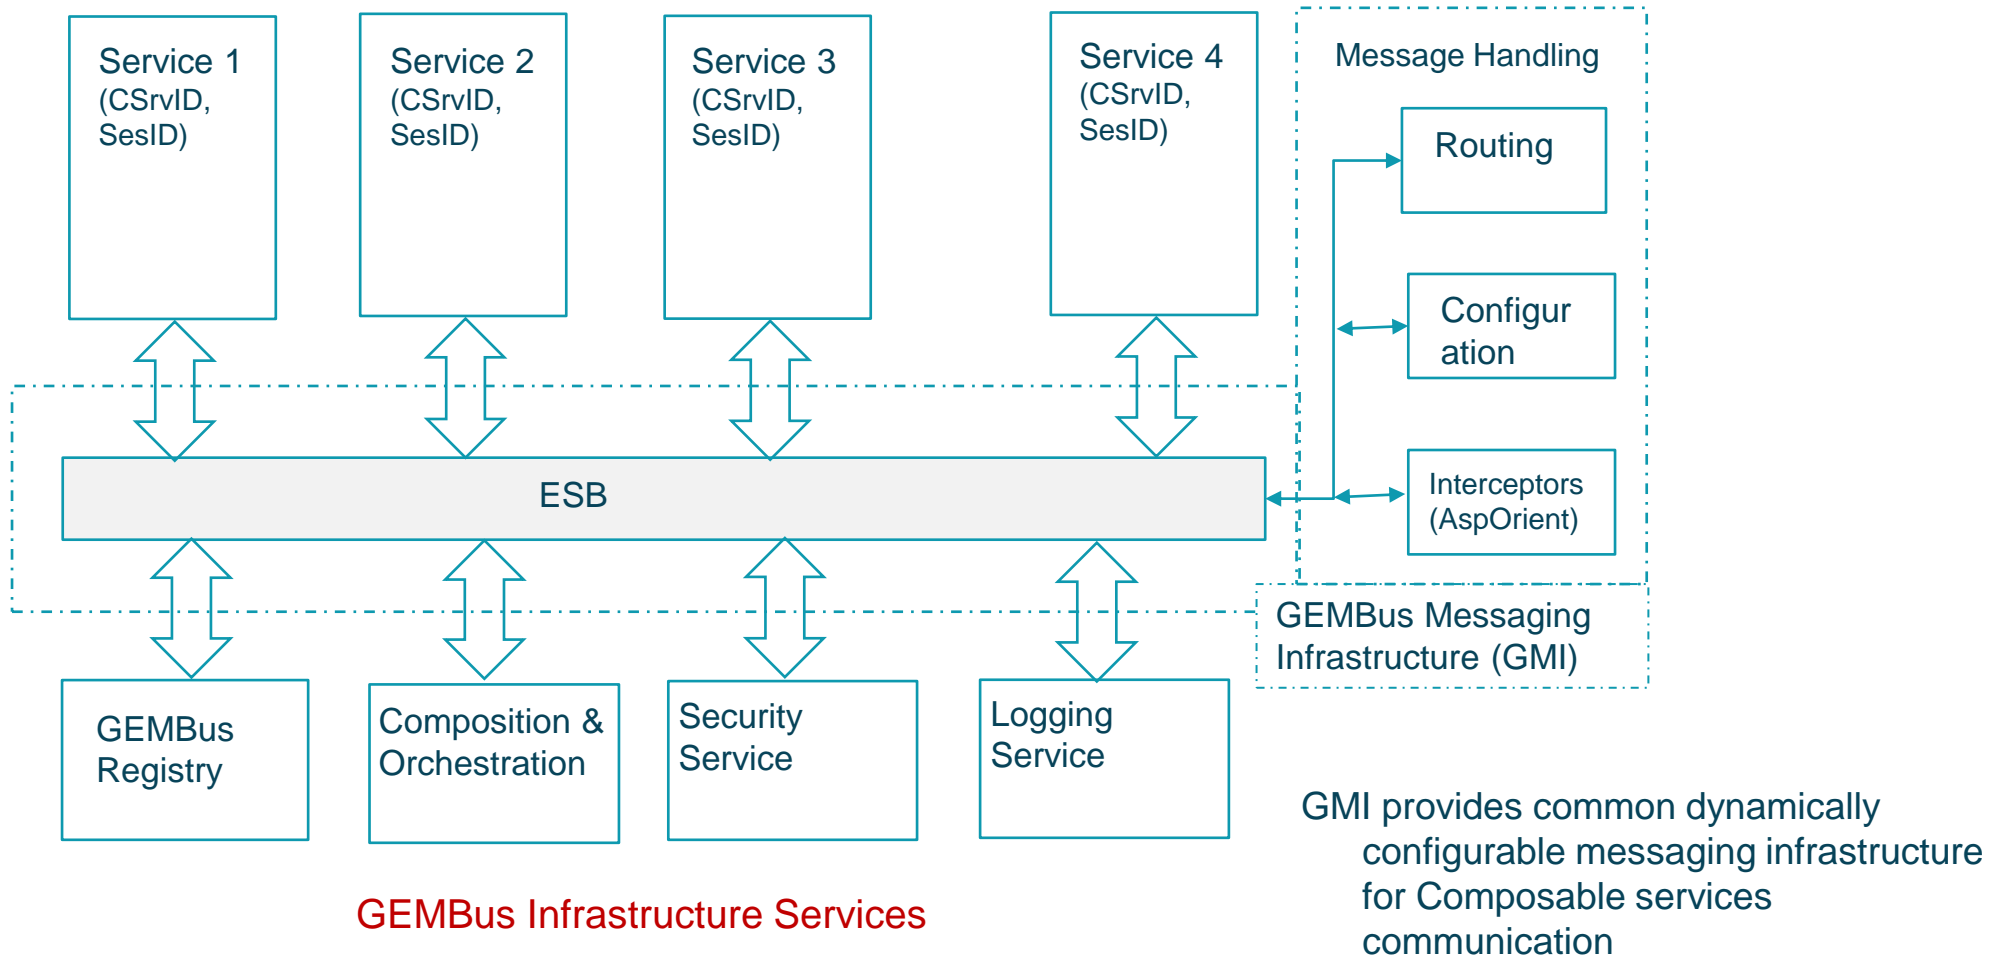 Service 1
(CSrvID,
SesID)
Service 2
(CSrvID,
SesID)
Service 3
(CSrvID,
SesID)
Service 4
(CSrvID,
SesID)
Message Handling
Routing
Configur
ation
Interceptors
(AspOrient)
ESB
GEMBus Messaging
Infrastructure (GMI)
GEMBus
Registry
Composition &
Orchestration
Security
Service
Logging
Service
GMI provides common dynamically
configurable messaging infrastructure
for Composable services
communication
GEMBus Infrastructure Services